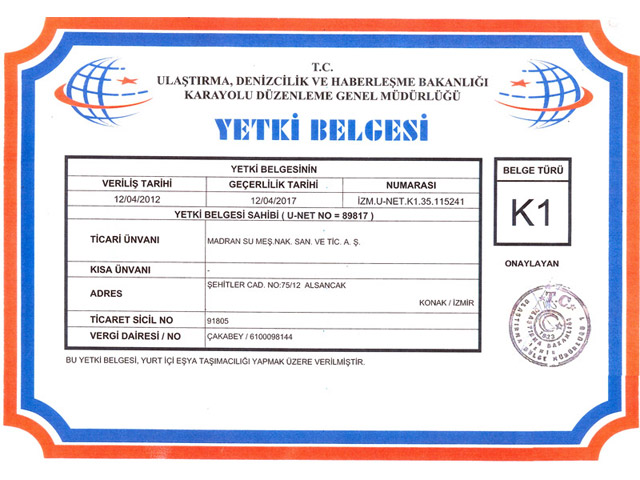 T.C.
ULAŞTIRMA, DENİZCİLİK VE HABERLEŞME BAKANLIĞI
KARAYOLU DÜZENLEME GENEL MÜDÜRLÜĞÜ
YETKİ BELGESİ
YETKİ BELGESİNİN
VERİLİŞ TARİHİ GEÇERLİLİK TARİHİ NUMARASI
12/04/2012 12/04/2017 İZM.U-NET.K1.35.115241
YETKİ BELGESİ SAHİBİ ( U-NET NO = 89817 )
TİCARİ ÜNVANI MADRAN SU MEŞ.NAK. SAN. VE TİC. A. Ş.
KISA ÜNVANI -
ADRES ŞEHİTLER CAD. NO:75/12 ALSANCAK
KONAK / İZMİR
TİCARET SİCİL NO 91805
VERGİ DAİRESİ / NO ÇAKABEY / 6100098144
BU YETKİ BELGESİ, YURT İÇİ EŞYA TAŞIMACILIĞI YAPMAK ÜZERE VERİLMİŞTİR.
BELGE TÜRÜ
K1
ONAYLAYAN
T.C.